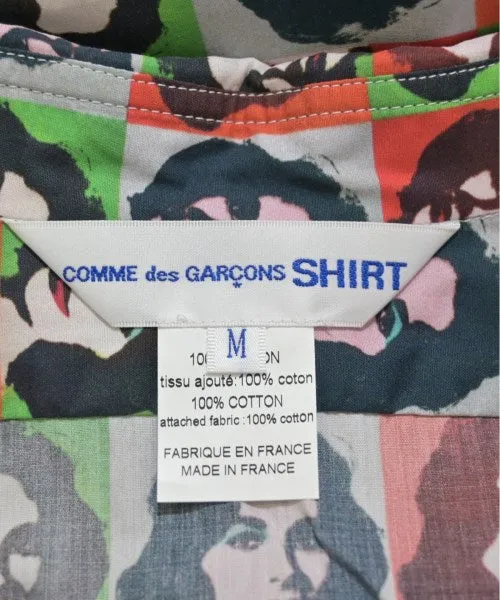 COMME des GARÇONS SHIRT
M
tissu ajouté:100% coton
100% COTTON
attached fabric :100% cotton
FABRIQUE EN FRANCE
MADE IN FRANCE